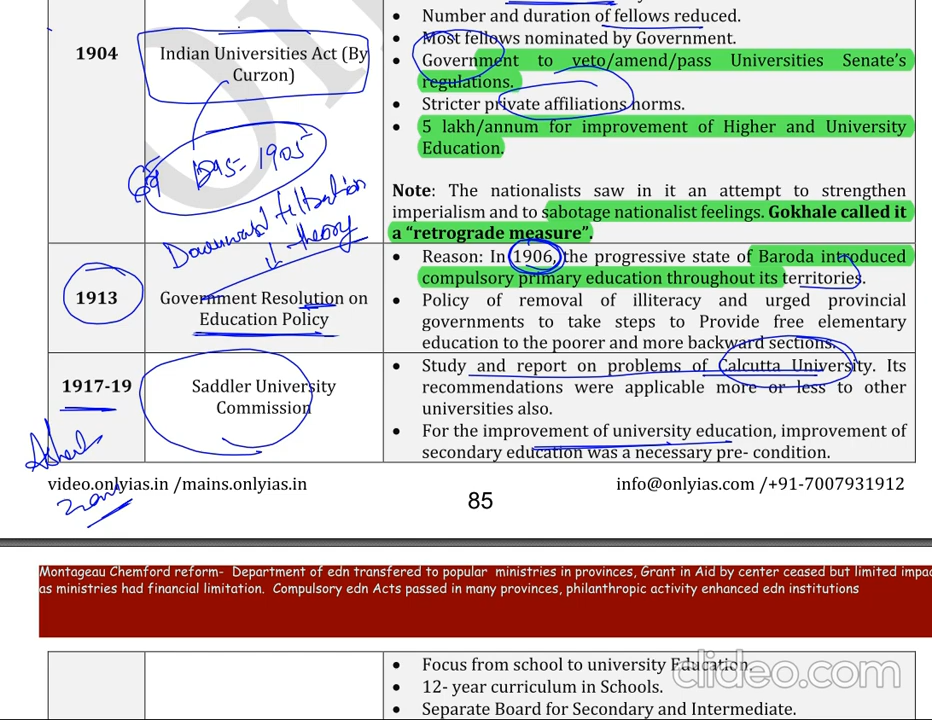 • Number and duration of fellows reduced.
1904
Indian Universities Act (By Curzon)
• Most fellows nominated by Government.
• Government to veto/amend/pass Universities Senate's regulations.
• Stricter private affiliations norms.
• 5 lakh/annum for improvement of Higher and University Education.
1895- 1905
Downward filtration
theory
Note: The nationalists saw in it an attempt to strengthen imperialism and to sabotage nationalist feelings. Gokhale called it a "retrograde measure".
1913
Government Resolution on Education Policy
• Reason: In 1906, the progressive state of Baroda introduced compulsory primary education throughout its territories.
• Policy of removal of illiteracy and urged provincial governments to take steps to Provide free elementary education to the poorer and more backward sections.
1917-19
Saddler University Commission
• Study and report on problems of Calcutta University. Its recommendations were applicable more or less to other universities also.
• For the improvement of university education, improvement of secondary education was a necessary pre- condition.
video.onlyias.in /mains.onlyias.in
info@onlyias.com /+91-7007931912
85
Montageau Chemford reform- Department of edn transfered to popular ministries in provinces, Grant in Aid by center ceased but limited impac
as ministries had financial limitation. Compulsory edn Acts passed in many provinces, philanthropic activity enhanced edn institutions
• Focus from school to university Education.
• 12- year curriculum in Schools.
• Separate Board for Secondary and Intermediate.
clideo.com